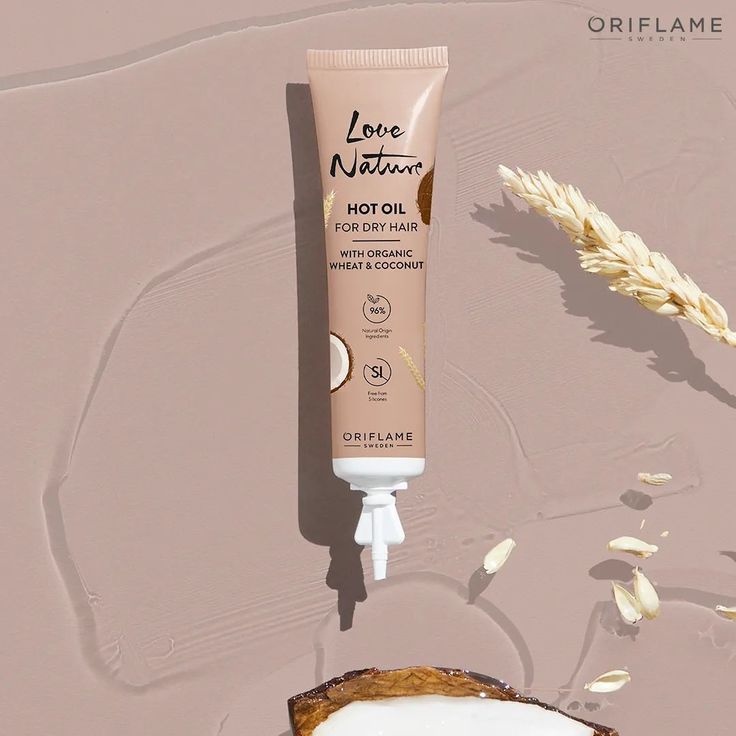 ORIFLAME
SWEDEN
Love
Nature
HOT OIL
FOR DRY HAIR
WITH ORGANIC
WHEAT & COCONUT
96%
Natural Origin
Ingredients
SI
Free from
Silicones
ORIFLAME
SWEDEN